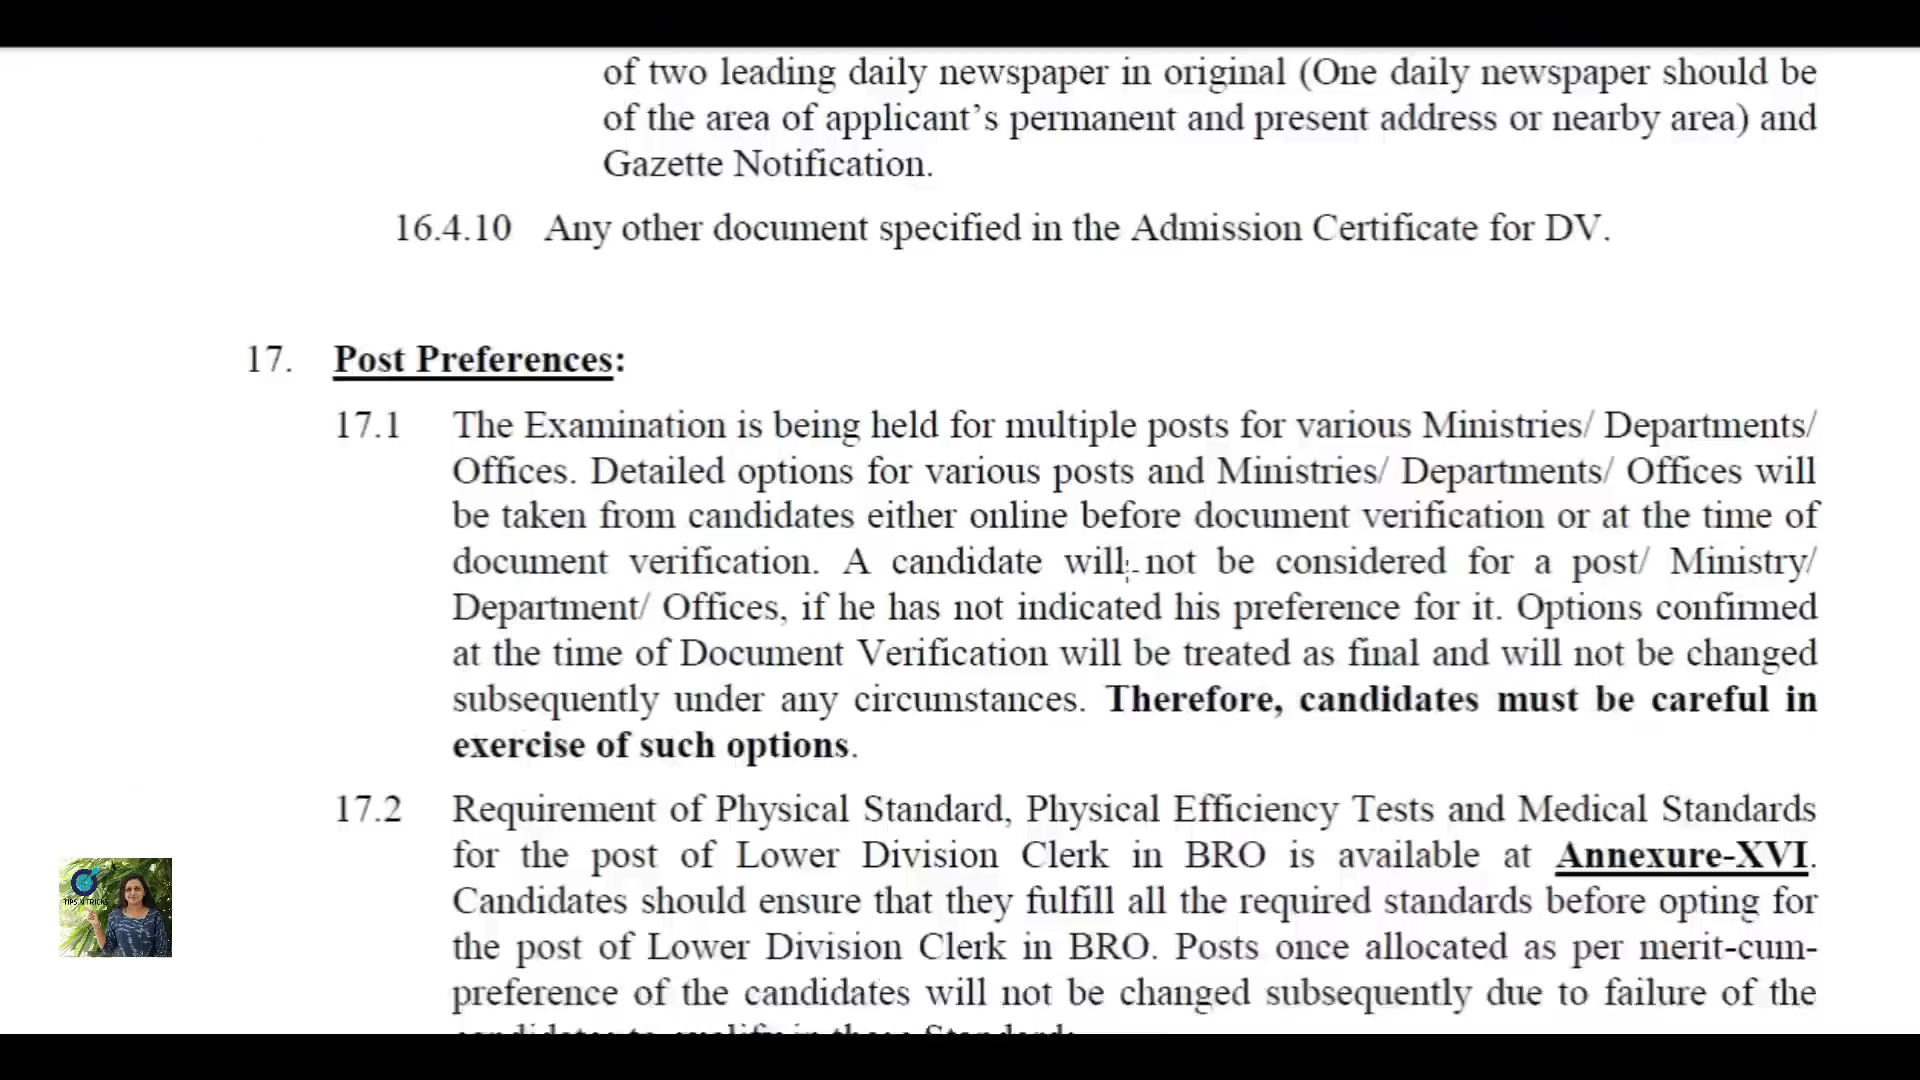 of two leading daily newspaper in original (One daily newspaper should be
of the area of applicant’s permanent and present address or nearby area) and
Gazette Notification.
16.4.10 Any other document specified in the Admission Certificate for DV.
17. Post Preferences:
17.1 The Examination is being held for multiple posts for various Ministries/ Departments/
Offices. Detailed options for various posts and Ministries/ Departments/ Offices will
be taken from candidates either online before document verification or at the time of
document verification. A candidate will not be considered for a post/ Ministry/
Department/ Offices, if he has not indicated his preference for it. Options confirmed
at the time of Document Verification will be treated as final and will not be changed
subsequently under any circumstances. Therefore, candidates must be careful in
exercise of such options.
17.2 Requirement of Physical Standard, Physical Efficiency Tests and Medical Standards
for the post of Lower Division Clerk in BRO is available at Annexure-XVI.
Candidates should ensure that they fulfill all the required standards before opting for
the post of Lower Division Clerk in BRO. Posts once allocated as per merit-cum-
preference of the candidates will not be changed subsequently due to failure of the
candidates to qualify in these Standard
TIPS N TRICKS